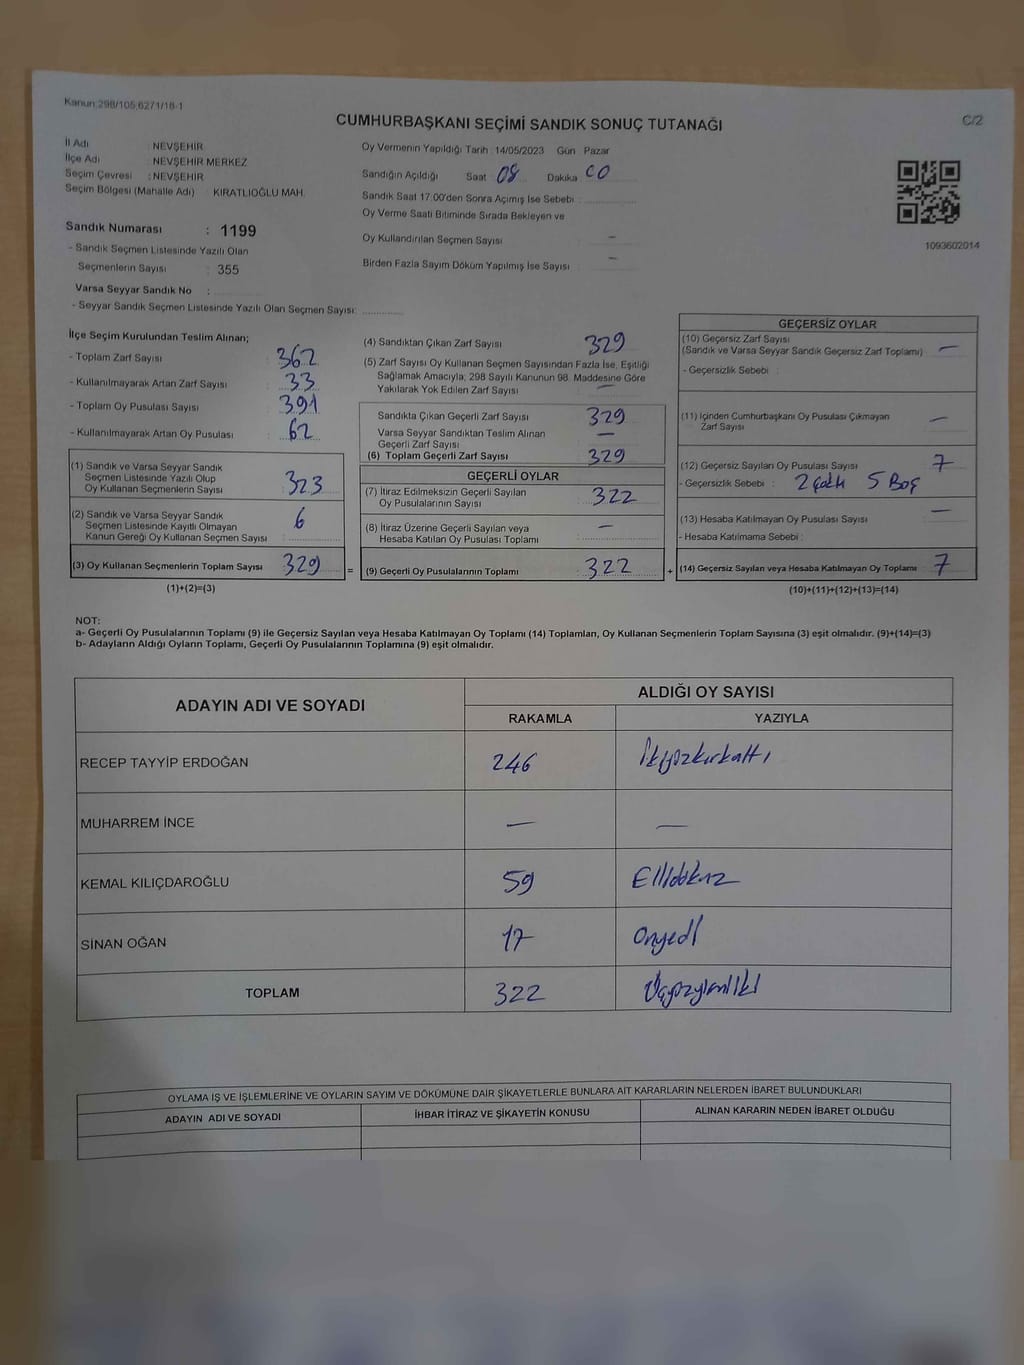 Kanun:298/105,6271/18-1
CUMHURBAŞKANI SEÇİMİ SANDIK SONUÇ TUTANAĞI
C/2
İl Adı : NEVŞEHİR
İlçe Adı : NEVŞEHİR MERKEZ
Seçim Çevresi : NEVŞEHİR
Seçim Bölgesi (Mahalle Adı) : KIRATLIOĞLU MAH.
Sandık Numarası : 1199
- Sandık Seçmen Listesinde Yazılı Olan
Seçmenlerin Sayısı : 355
Varsa Seyyar Sandık No :
- Seyyar Sandık Seçmen Listesinde Yazılı Olan Seçmen Sayısı:
Oy Vermenin Yapıldığı Tarih :14/05/2023 Gün Pazar
Sandığın Açıldığı Saat 08 Dakika 00
Sandık Saat 17:00'den Sonra Açımış İse Sebebi :
Oy Verme Saati Bitiminde Sırada Bekleyen ve
Oy Kullandırılan Seçmen Sayısı : –
Birden Fazla Sayım Döküm Yapılmış İse Sayısı : –
1093602014
İlçe Seçim Kurulundan Teslim Alınan;
- Toplam Zarf Sayısı : 362
- Kullanılmayarak Artan Zarf Sayısı : 33
- Toplam Oy Pusulası Sayısı : 391
- Kullanılmayarak Artan Oy Pusulası : 62
(1) Sandık ve Varsa Seyyar Sandık
Seçmen Listesinde Yazılı Olup
Oy Kullanan Seçmenlerin Sayısı : 323
(2) Sandık ve Varsa Seyyar Sandık
Seçmen Listesinde Kayıtlı Olmayan
Kanun Gereği Oy Kullanan Seçmen Sayısı : 6
(3) Oy Kullanan Seçmenlerin Toplam Sayısı : 329 =
(1)+(2)=(3)
(4) Sandıktan Çıkan Zarf Sayısı : 329
(5) Zarf Sayısı Oy Kullanan Seçmen Sayısından Fazla İse, Eşitliği
Sağlamak Amacıyla; 298 Sayılı Kanunun 98. Maddesine Göre
Yakılarak Yok Edilen Zarf Sayısı : –
Sandıkta Çıkan Geçerli Zarf Sayısı : 329
Varsa Seyyar Sandıktan Teslim Alınan
Geçerli Zarf Sayısı : –
(6) Toplam Geçerli Zarf Sayısı : 329
GEÇERLİ OYLAR
(7) İtiraz Edilmeksizin Geçerli Sayılan
Oy Pusulalarının Sayısı : 322
(8) İtiraz Üzerine Geçerli Sayılan veya
Hesaba Katılan Oy Pusulası Toplamı : –
(9) Geçerli Oy Pusulalarının Toplamı : 322 +
GEÇERSİZ OYLAR
(10) Geçersiz Zarf Sayısı
(Sandık ve Varsa Seyyar Sandık Geçersiz Zarf Toplamı) : –
- Geçersizlik Sebebi :
(11) İçinden Cumhurbaşkanı Oy Pusulası Çıkmayan
Zarf Sayısı : –
(12) Geçersiz Sayılan Oy Pusulası Sayısı : 7
- Geçersizlik Sebebi : 2 çoklu 5 Boş
(13) Hesaba Katılmayan Oy Pusulası Sayısı : –
- Hesaba Katılmama Sebebi :
(14) Geçersiz Sayılan veya Hesaba Katılmayan Oy Toplamı : 7
(10)+(11)+(12)+(13)=(14)
NOT:
a- Geçerli Oy Pusulalarının Toplamı (9) ile Geçersiz Sayılan veya Hesaba Katılmayan Oy Toplamı (14) Toplamları, Oy Kullanan Seçmenlerin Toplam Sayısına (3) eşit olmalıdır. (9)+(14)=(3)
b- Adayların Aldığı Oyların Toplamı, Geçerli Oy Pusulalarının Toplamına (9) eşit olmalıdır.
ADAYIN ADI VE SOYADI
ALDIĞI OY SAYISI
RAKAMLA YAZIYLA
RECEP TAYYİP ERDOĞAN 246 İkiyüzkırkaltı
MUHARREM İNCE – –
KEMAL KILIÇDAROĞLU 59 Ellidokuz
SİNAN OĞAN 17 Onyedi
TOPLAM 322 Üçyüzyirmiiki
OYLAMA İŞ VE İŞLEMLERİNE VE OYLARIN SAYIM VE DÖKÜMÜNE DAİR ŞİKAYETLERLE BUNLARA AİT KARARLARIN NELERDEN İBARET BULUNDUKLARI
ADAYIN ADI VE SOYADI İHBAR İTİRAZ VE ŞİKAYETİN KONUSU ALINAN KARARIN NEDEN İBARET OLDUĞU